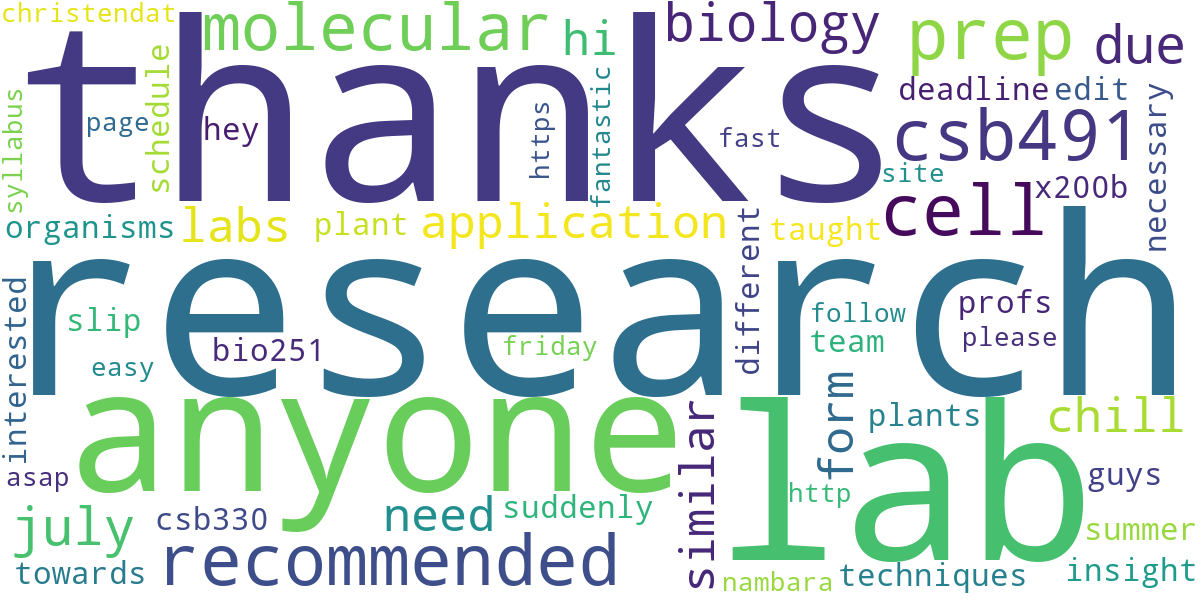 christendat
molecular
hi
biology
prep
due
thanks
syllabus
page
schedule
hey
https
fantastic
fast
deadline
edit
csb491
necessary
site
x200b
cell
organisms
labs
plant
application
different
taught
research
interested
slip
easy
bio251
friday
follow
team
profs
please
asap
anyone
similar
form
lab
plants
chill
guys
http
july
csb330
need
suddenly
summer
towards
recommended
nambara
techniques
insight